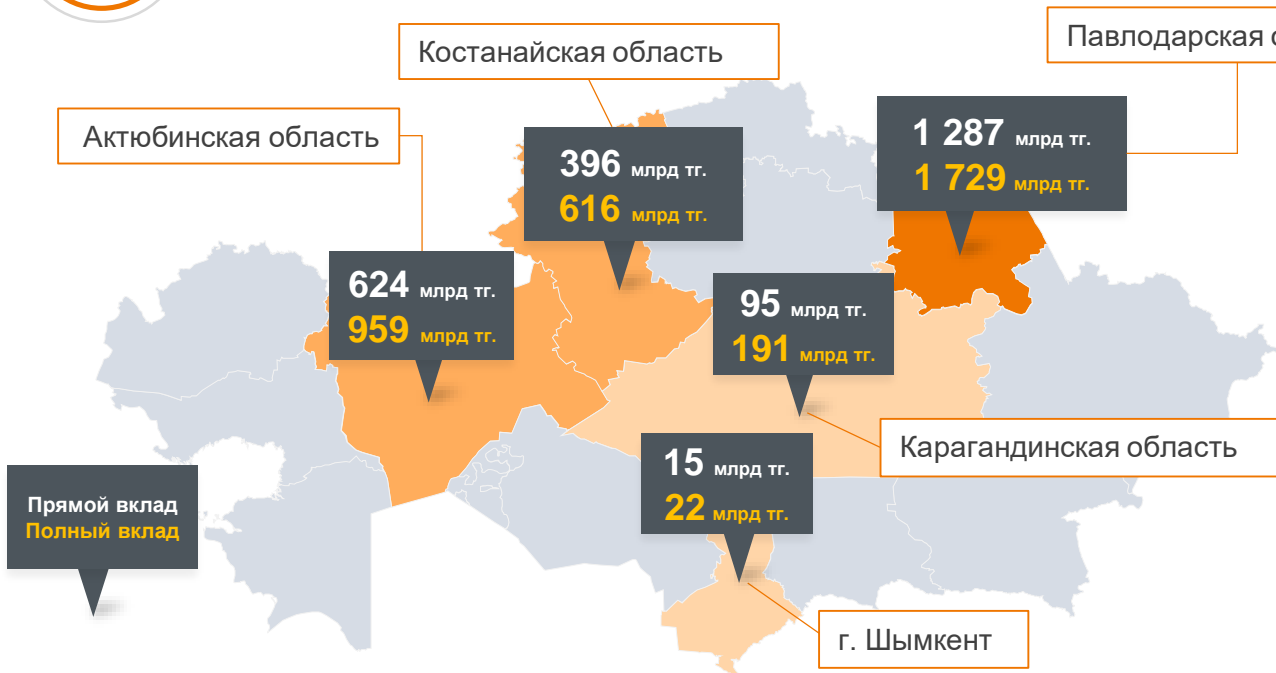 Костанайская область
Павлодарская
Актюбинская область
1 287 млрд тг.
1 729 млрд тг.
396 млрд тг.
616 млрд тг.
624 млрд тг.
959 млрд тг.
95 млрд тг.
191 млрд тг.
Карагандинская область
15 млрд тг.
22 млрд тг.
Прямой вклад
Полный вклад
г. Шымкент